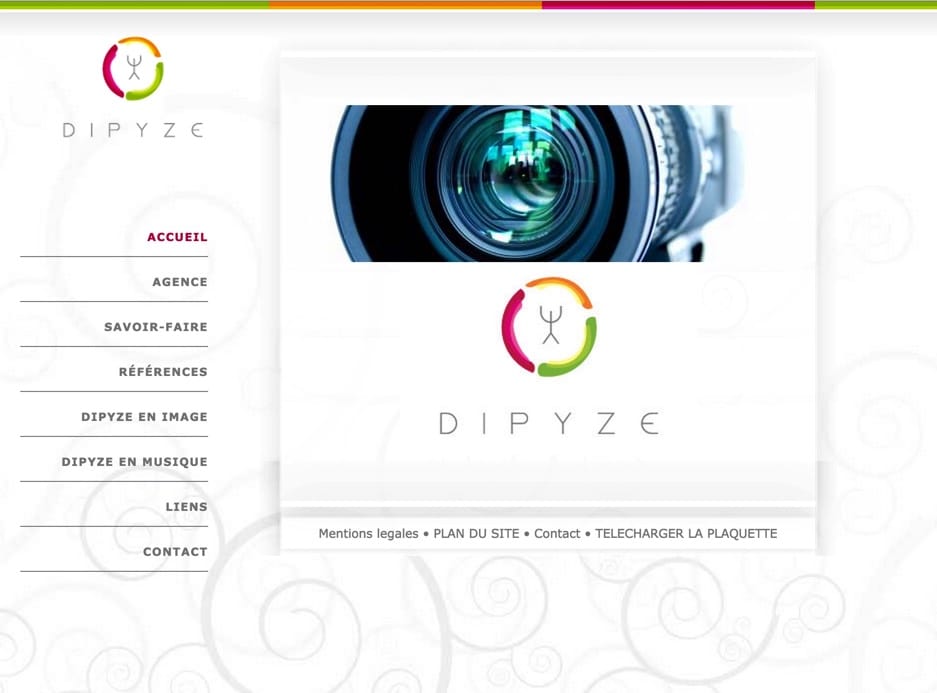 DIPYZE
ACCUEIL
AGENCE
SAVOIR-FAIRE
RÉFÉRENCES
DIPYZE EN IMAGE
DIPYZE EN MUSIQUE
LIENS
CONTACT
DIPYZE
Mentions legales • PLAN DU SITE • Contact • TELECHARGER LA PLAQUETTE